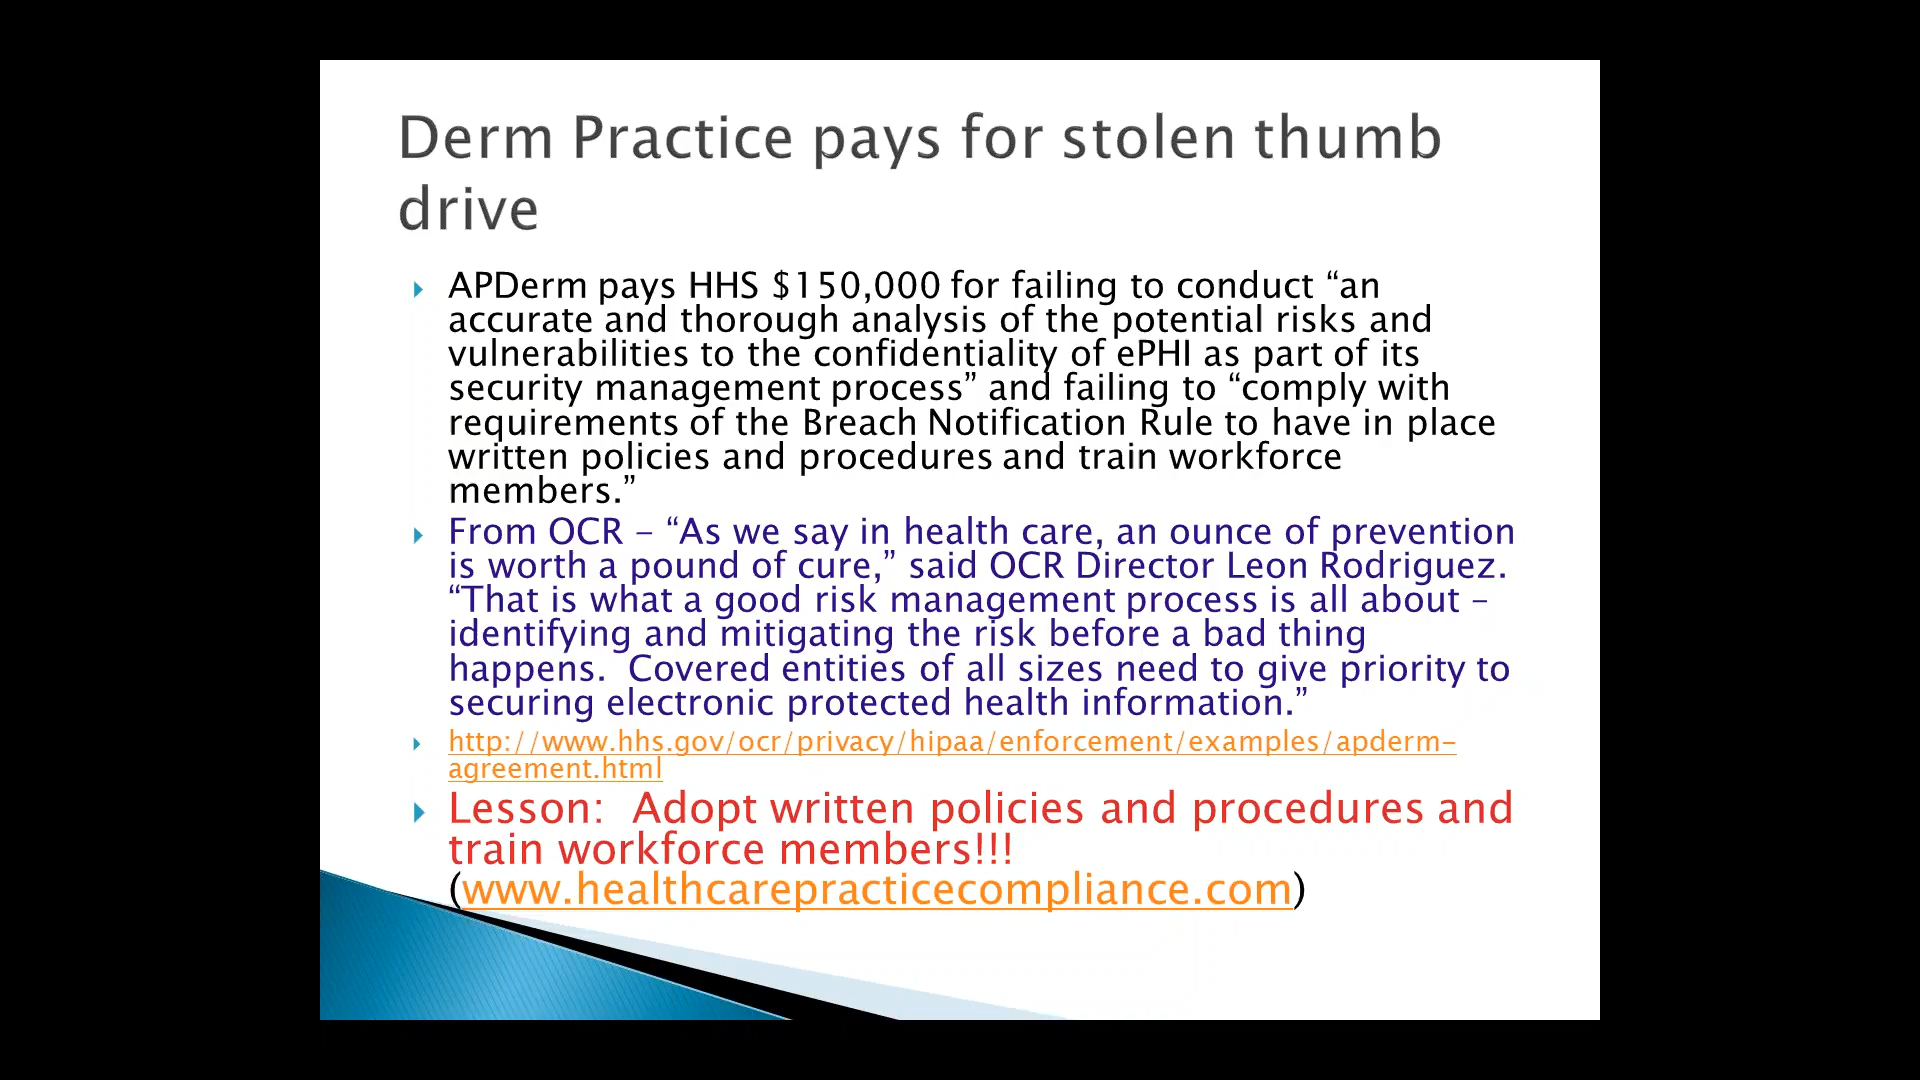 Derm Practice pays for stolen thumb
drive
APDerm pays HHS $150,000 for failing to conduct “an
accurate and thorough analysis of the potential risks and
vulnerabilities to the confidentiality of ePHI as part of its
security management process” and failing to “comply with
requirements of the Breach Notification Rule to have in place
written policies and procedures and train workforce
members.”
From OCR – “As we say in health care, an ounce of prevention
is worth a pound of cure,” said OCR Director Leon Rodriguez.
“That is what a good risk management process is all about –
identifying and mitigating the risk before a bad thing
happens.  Covered entities of all sizes need to give priority to
securing electronic protected health information.”
http://www.hhs.gov/ocr/privacy/hipaa/enforcement/examples/apderm-
agreement.html
Lesson:  Adopt written policies and procedures and
train workforce members!!!
(www.healthcarepracticecompliance.com)